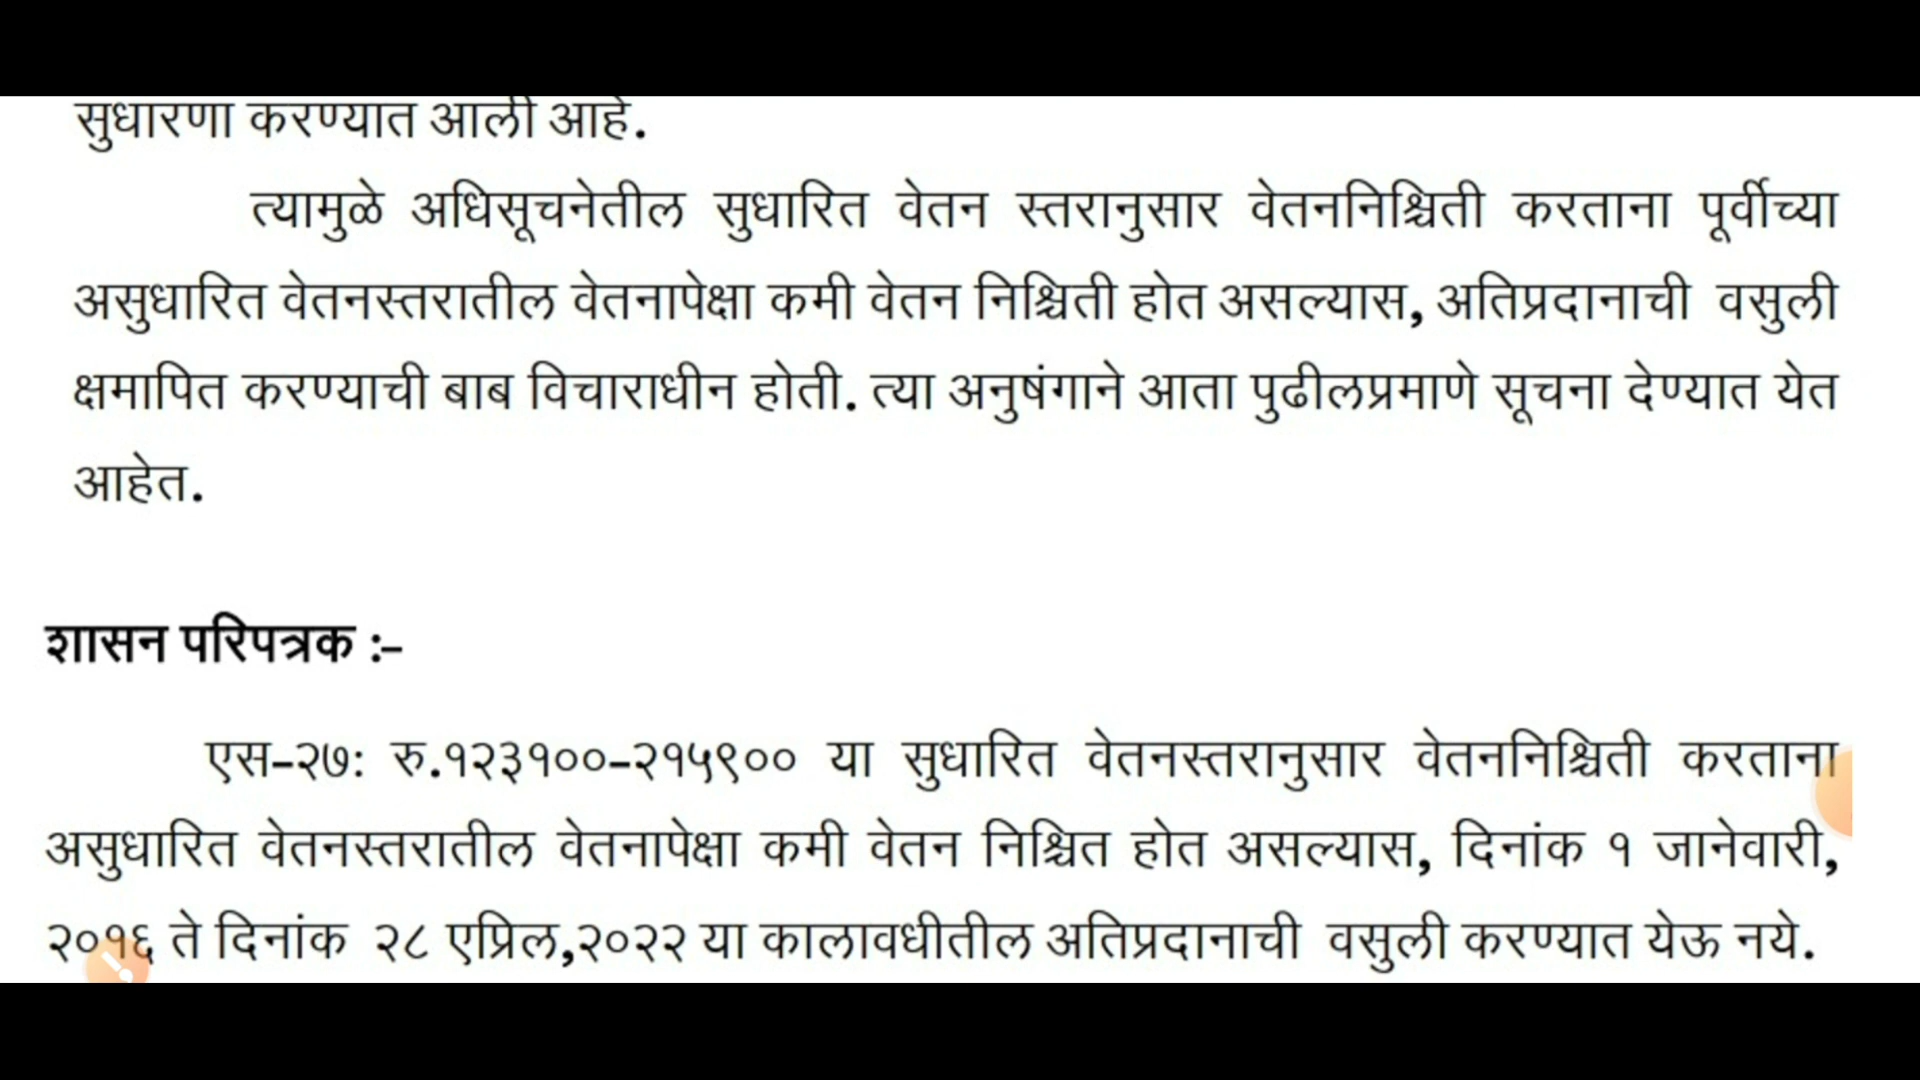 सुधारणा करण्यात आली आहे.
त्यामुळे अधिसूचनेतील सुधारित वेतन स्तरानुसार वेतननिश्चिती करताना पूर्वीच्या
असुधारित वेतनस्तरातील वेतनापेक्षा कमी वेतन निश्चिती होत असल्यास, अतिप्रदानाची वसुली
क्षमापित करण्याची बाब विचाराधीन होती. त्या अनुषंगाने आता पुढीलप्रमाणे सूचना देण्यात येत
आहेत.
शासन परिपत्रक :-
एस-२७: रु.१२३१००-२१५९०० या सुधारित वेतनस्तरानुसार वेतननिश्चिती करताना
असुधारित वेतनस्तरातील वेतनापेक्षा कमी वेतन निश्चित होत असल्यास, दिनांक १ जानेवारी,
२०१६ ते दिनांक २८ एप्रिल,२०२२ या कालावधीतील अतिप्रदानाची वसुली करण्यात येऊ नये.